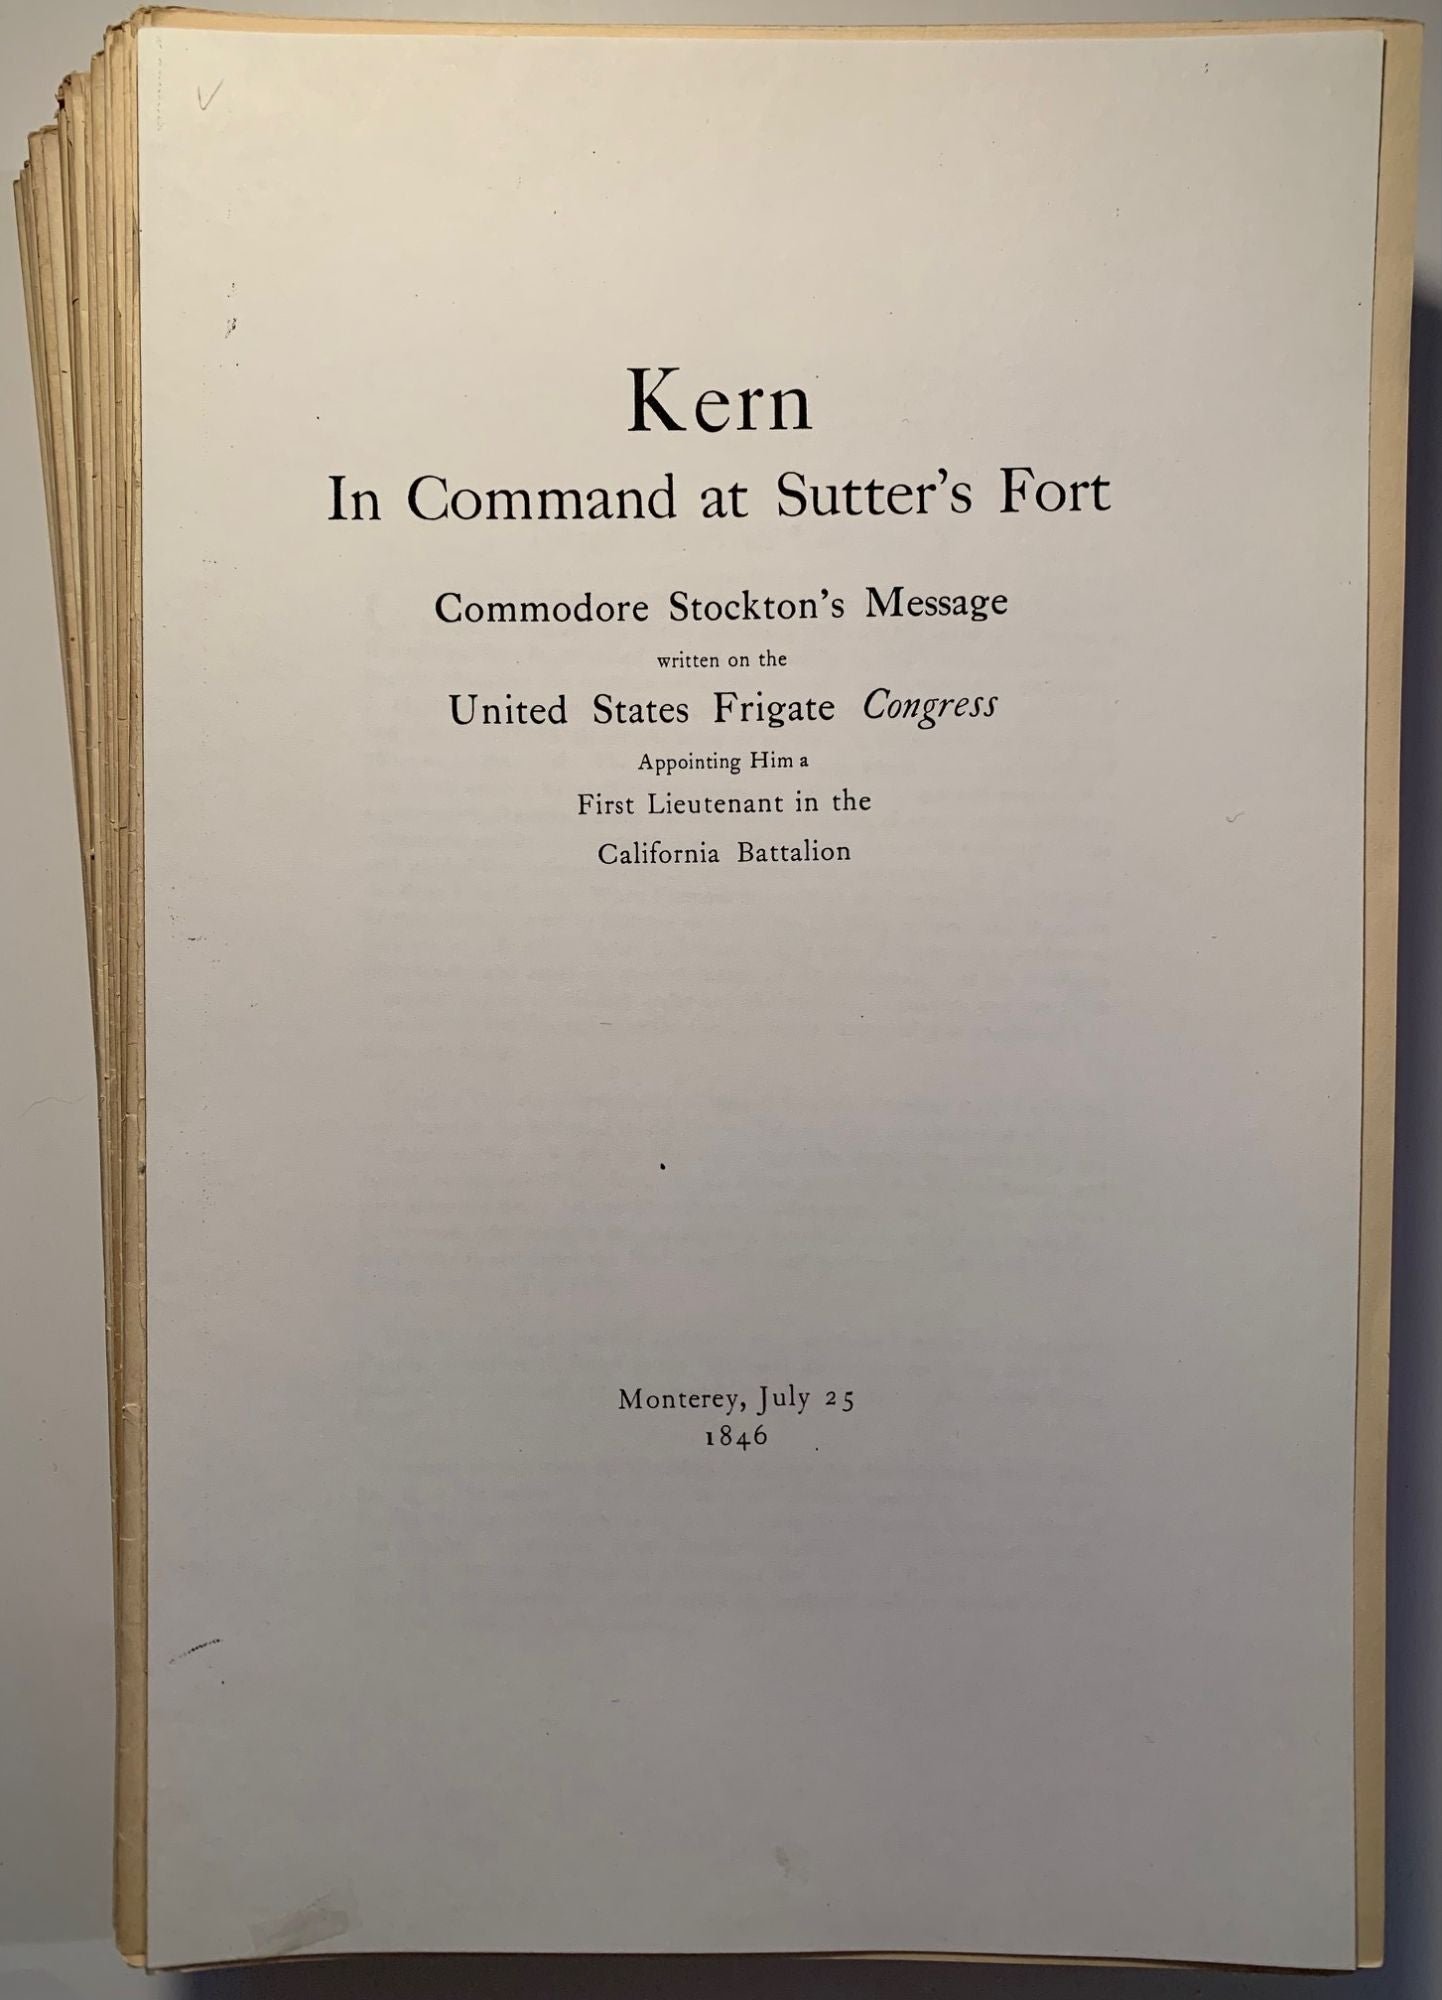 Kern
In Command at Sutter's Fort
Commodore Stockton's Message
written on the
United States Frigate Congress
Appointing Him a
First Lieutenant in the
California Battalion
Monterey, July 25
1846